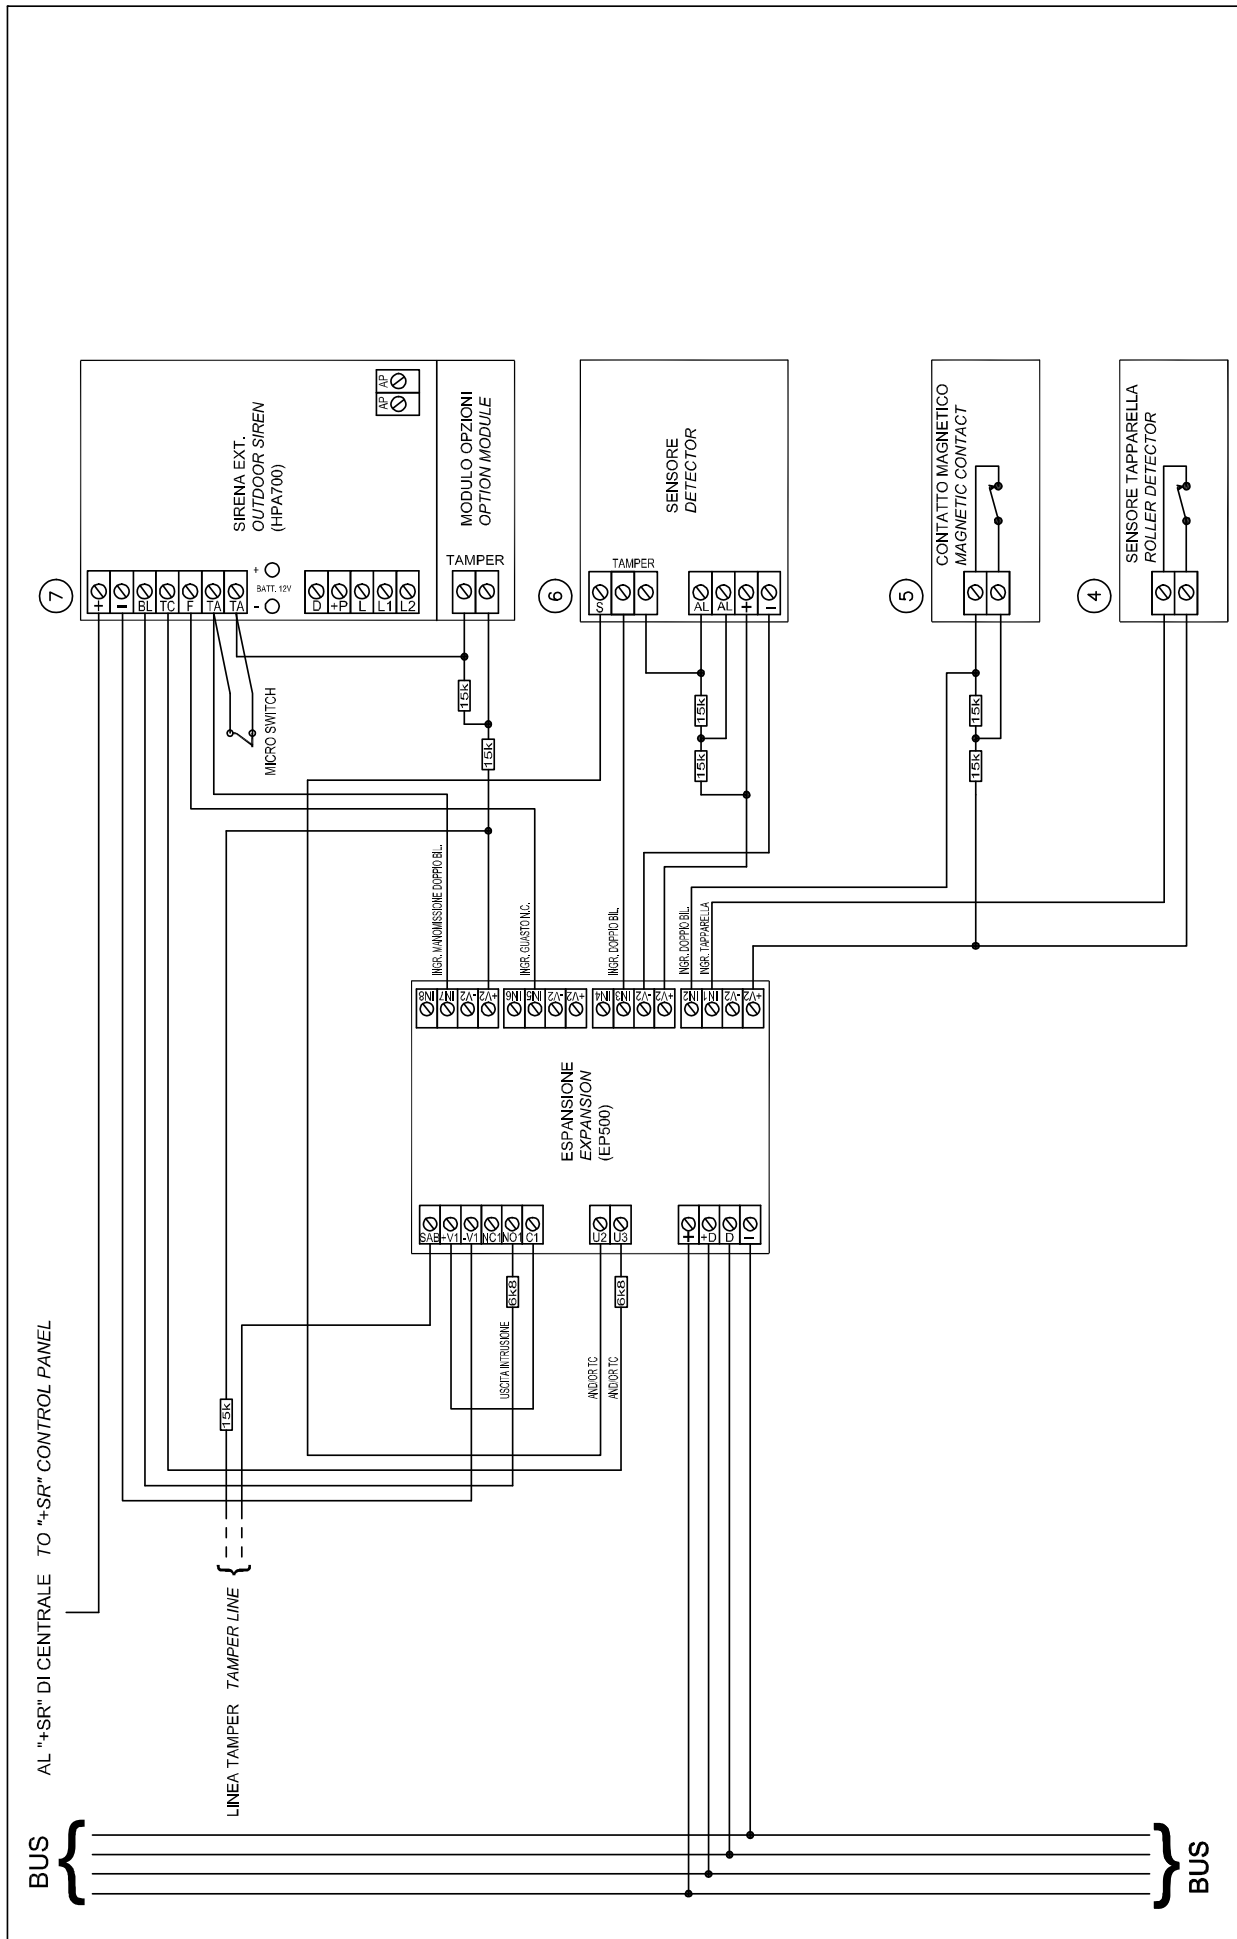 AL "+SR" DI CENTRALE TO "+SR" CONTROL PANEL
LINEA TAMPER TAMPER LINE
BUS
BUS
7
SIRENA EXT.
OUTDOOR SIREN
(HPA700)
AP
AP
+
−
BL
TC
F
TA
TA
+
BATT. 12V
-
D
+P
L
L1
L2
MICRO SWITCH
MODULO OPZIONI
OPTION MODULE
TAMPER
15k
15k
15k
6
SENSORE
DETECTOR
TAMPER
S
AL
AL
+
−
15k
15k
5
CONTATTO MAGNETICO
MAGNETIC CONTACT
15k
15k
4
SENSORE TAPPARELLA
ROLLER DETECTOR
INGR. MANOMISSIONE DOPPIO BIL.
INGR. GUASTO N.C.
INGR. DOPPIO BIL.
INGR. DOPPIO BIL.
INGR. TAPPARELLA
IN8
IN7
-V2
+V2
IN6
IN5
-V2
+V2
IN4
IN3
-V2
+V2
IN2
IN1
-V2
+V2
ESPANSIONE
EXPANSION
(EP500)
SAB
+V1
-V1
NC1
NO1
C1
U2
U3
+
+D
D
−
6k8
6k8
USCITA INTRUSIONE
AND/OR TC
AND/OR TC